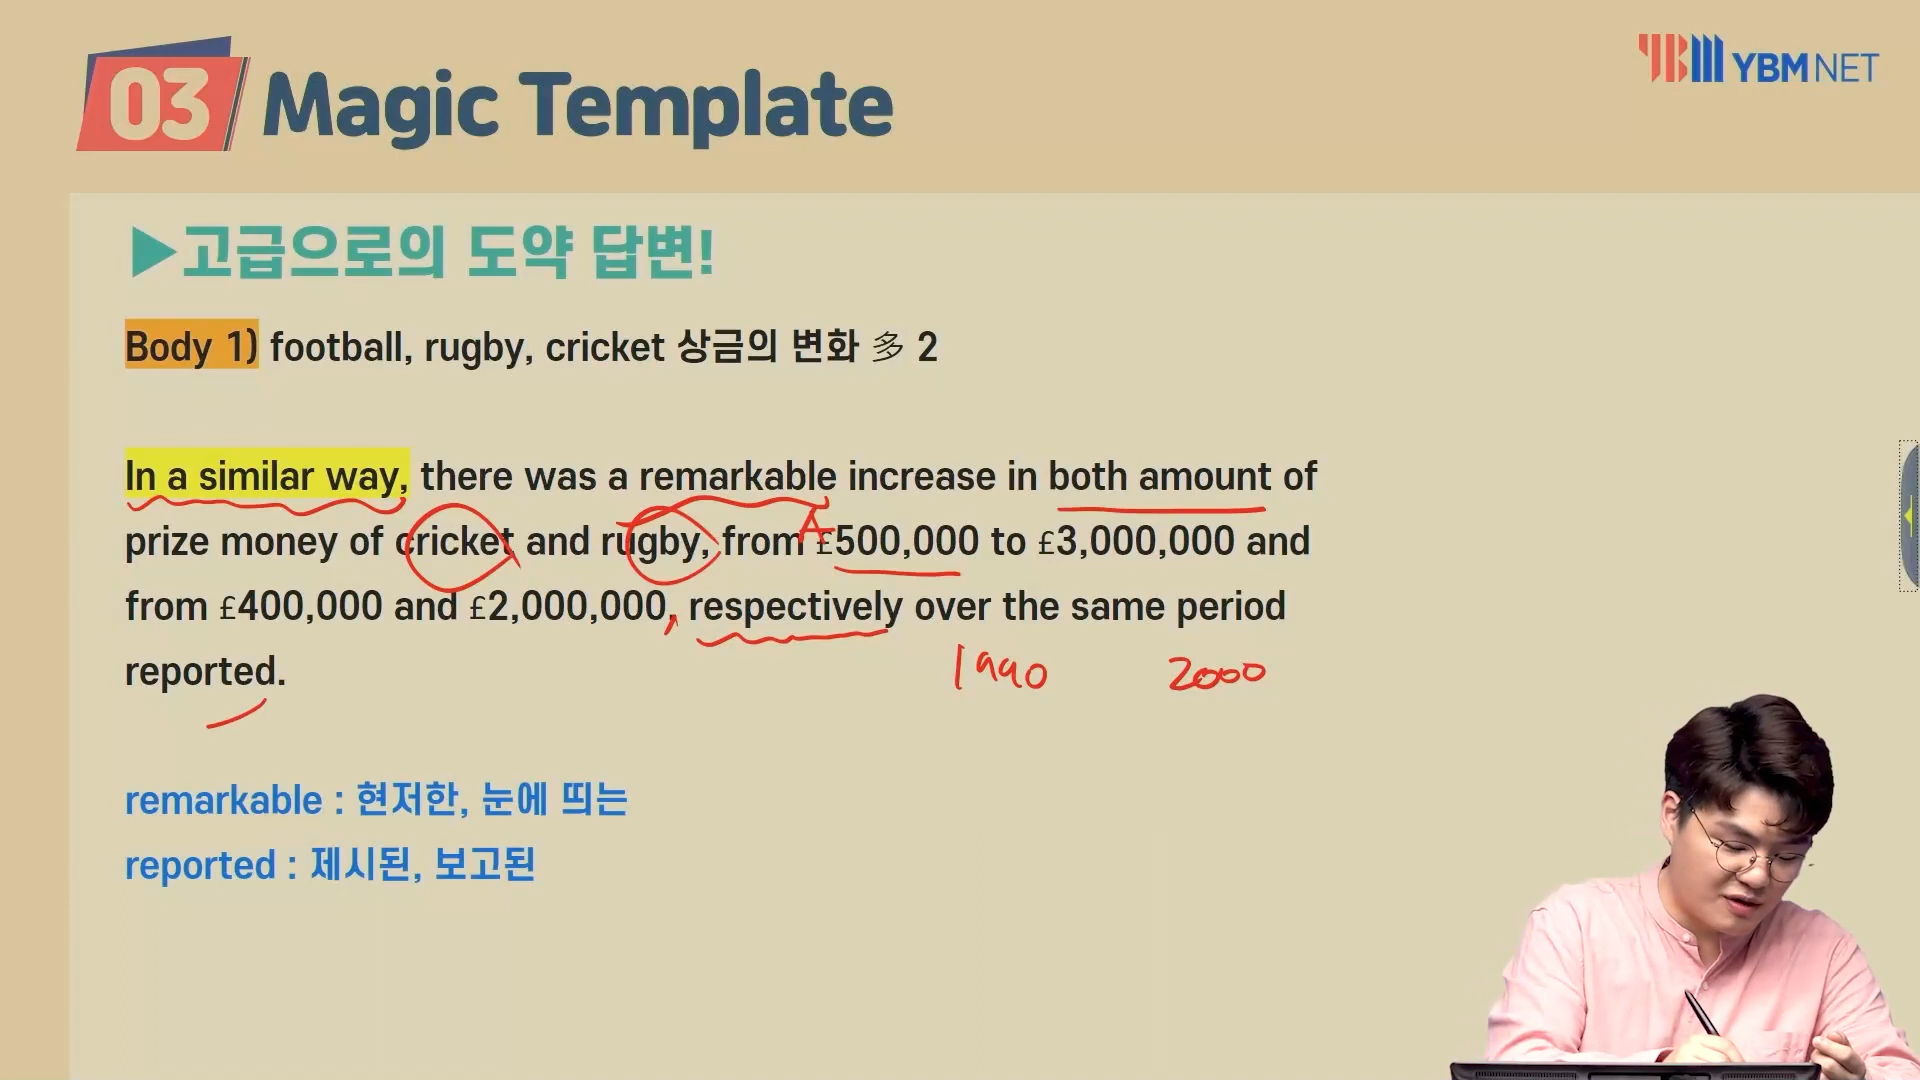 03 Magic Template
YBM NET
▶고급으로의 도약 답변!
Body 1) football, rugby, cricket 상금의 변화 多 2
In a similar way, there was a remarkable increase in both amount of
prize money of cricket and rugby, from £500,000 to £3,000,000 and
from £400,000 and £2,000,000, respectively over the same period
reported.
1990 2000
remarkable : 현저한, 눈에 띄는
reported : 제시된, 보고된